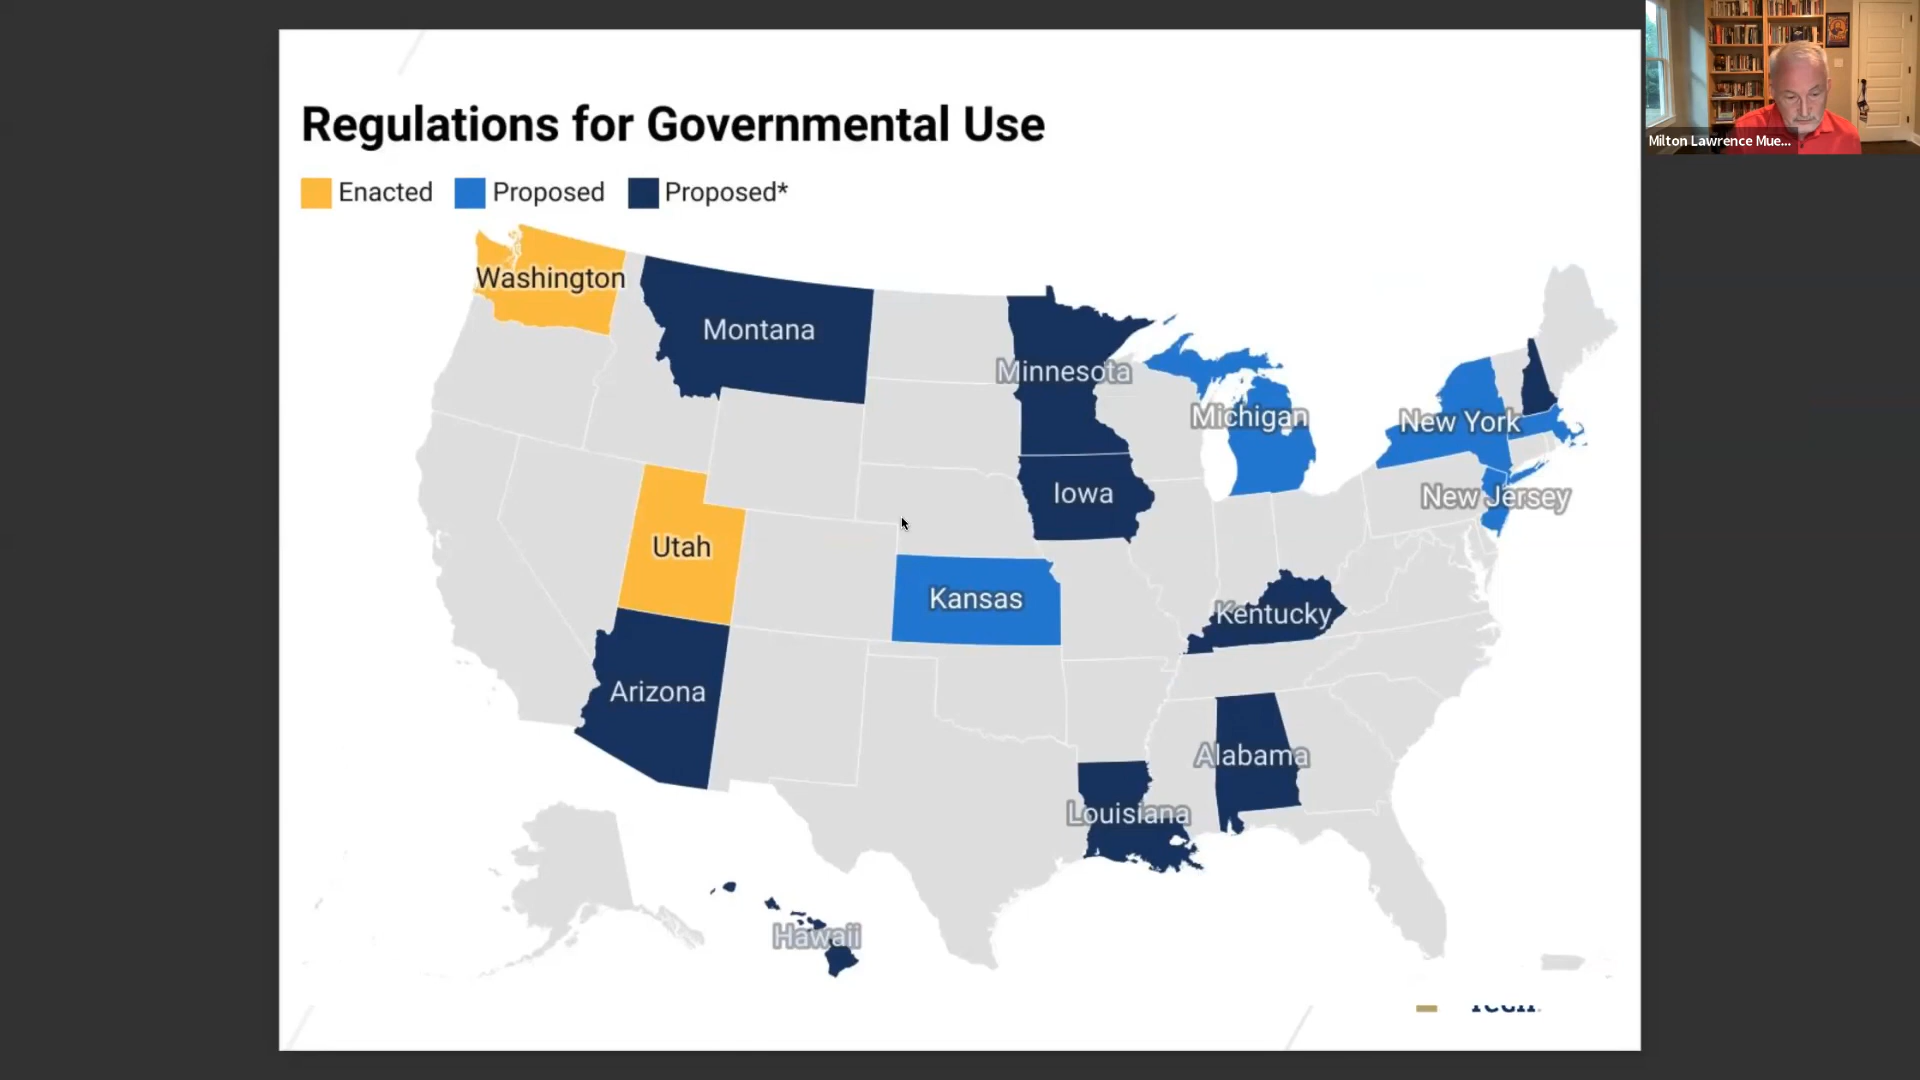 Regulations for Governmental Use
Enacted Proposed Proposed*
Milton Lawrence Mue...
Washington
Montana
Minnesota
Michigan
New York
Iowa
New Jersey
Utah
Kansas
Kentucky
Arizona
Alabama
Louisiana
Hawaii
Tech